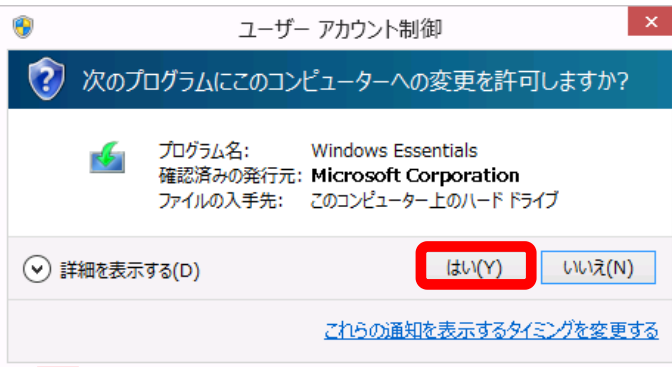 ユーザー アカウント制御
次のプログラムにこのコンピューターへの変更を許可しますか?
プログラム名: Windows Essentials
確認済みの発行元: Microsoft Corporation
ファイルの入手先: このコンピューター上のハード ドライブ
詳細を表示する(D) はい(Y) いいえ(N)
これらの通知を表示するタイミングを変更する